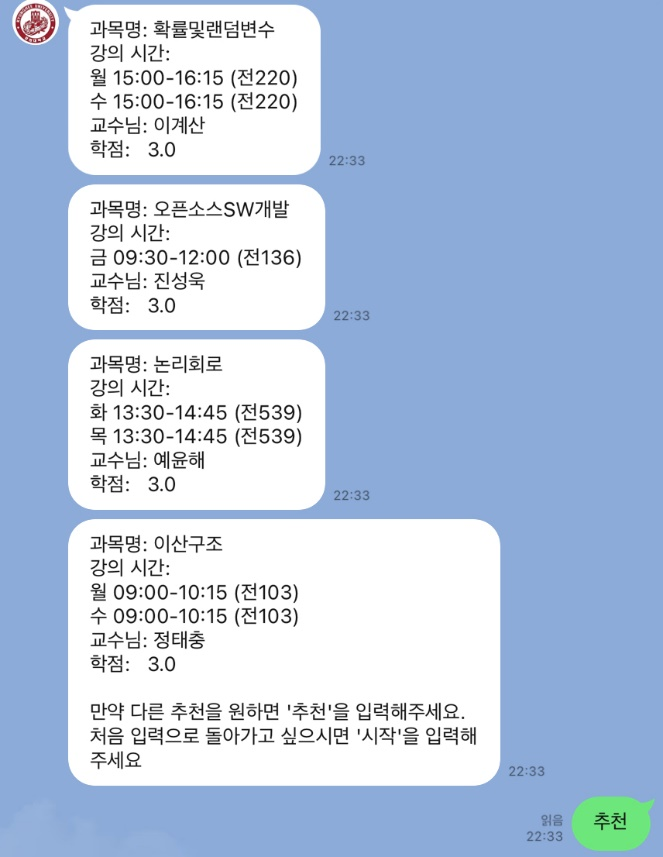 과목명: 확률및랜덤변수
강의 시간:
월 15:00-16:15 (전220)
수 15:00-16:15 (전220)
교수님: 이계산
학점:   3.0
22:33
과목명: 오픈소스SW개발
강의 시간:
금 09:30-12:00 (전136)
교수님: 진성욱
학점:   3.0
22:33
과목명: 논리회로
강의 시간:
화 13:30-14:45 (전539)
목 13:30-14:45 (전539)
교수님: 예윤해
학점:   3.0
22:33
과목명: 이산구조
강의 시간:
월 09:00-10:15 (전103)
수 09:00-10:15 (전103)
교수님: 정태충
학점:   3.0
만약 다른 추천을 원하면 '추천'을 입력해주세요.
처음 입력으로 돌아가고 싶으시면 '시작'을 입력해
주세요
22:33
추천
읽음
22:33